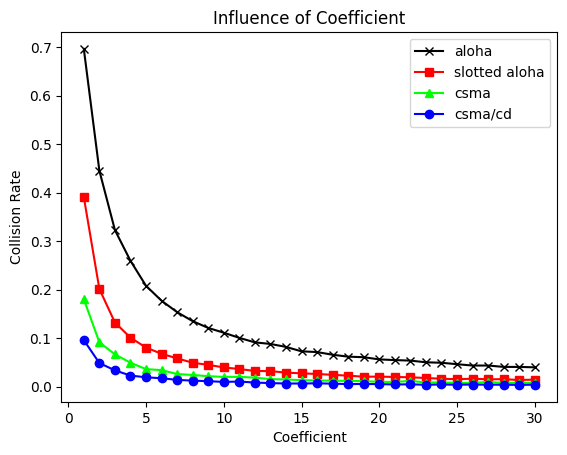 Influence of Coefficient
aloha
slotted aloha
csma
csma/cd
Collision Rate
0.7
0.6
0.5
0.4
0.3
0.2
0.1
0.0
0 5 10 15 20 25 30
Coefficient